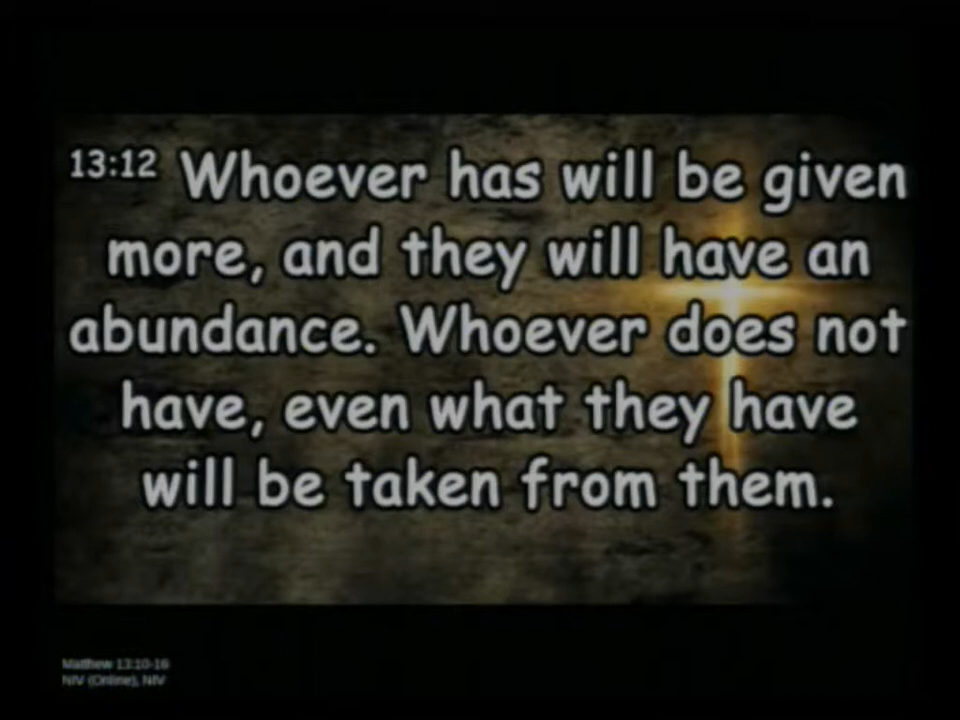 13:12 Whoever has will be given
more, and they will have an
abundance. Whoever does not
have, even what they have
will be taken from them.
Matthew 13:10-16
NIV (Online), NIV